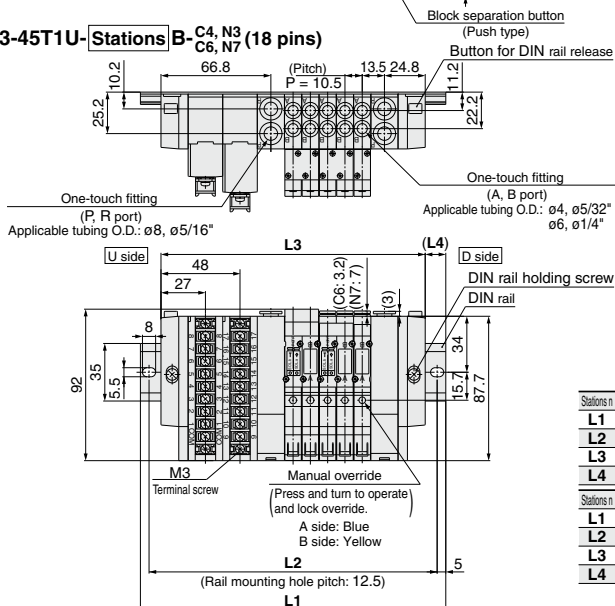 Block separation button
(Push type)
3-45T1U- Stations B- C4, N3 C6, N7 (18 pins)
Button for DIN rail release
66.8
(Pitch)
P = 10.5
13.5
24.8
10.2
25.2
11.2
22.2
One-touch fitting
(P, R port)
Applicable tubing O.D.: ø8, ø5/16"
One-touch fitting
(A, B port)
Applicable tubing O.D.: ø4, ø5/32"
ø6, ø1/4"
U side
L3
(L4)
D side
48
27
(C6: 3.2)
(N7: 7)
(3)
DIN rail holding screw
DIN rail
8
92
35
5.5
34
15.7
87.7
M3
Terminal screw
Manual override
(Press and turn to operate
and lock override.)
A side: Blue
B side: Yellow
L2
5
(Rail mounting hole pitch: 12.5)
L1
Stations n
L1
L2
L3
L4
Stations n
L1
L2
L3
L4